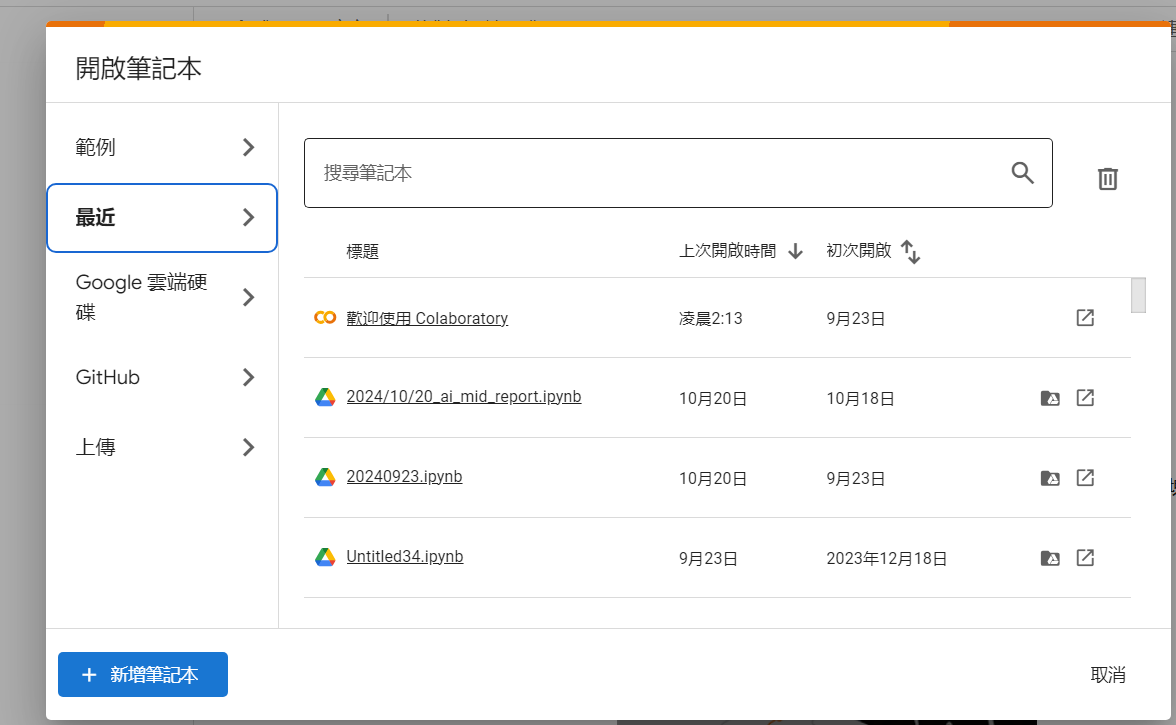 開啟筆記本
範例
最近
Google 雲端硬
碟
GitHub
上傳
搜尋筆記本
標題 上次開啟時間 初次開啟
歡迎使用 Colaboratory 凌晨2:13 9月23日
2024/10/20_ai_mid_report.ipynb 10月20日 10月18日
20240923.ipynb 10月20日 9月23日
Untitled34.ipynb 9月23日 2023年12月18日
新增筆記本
取消